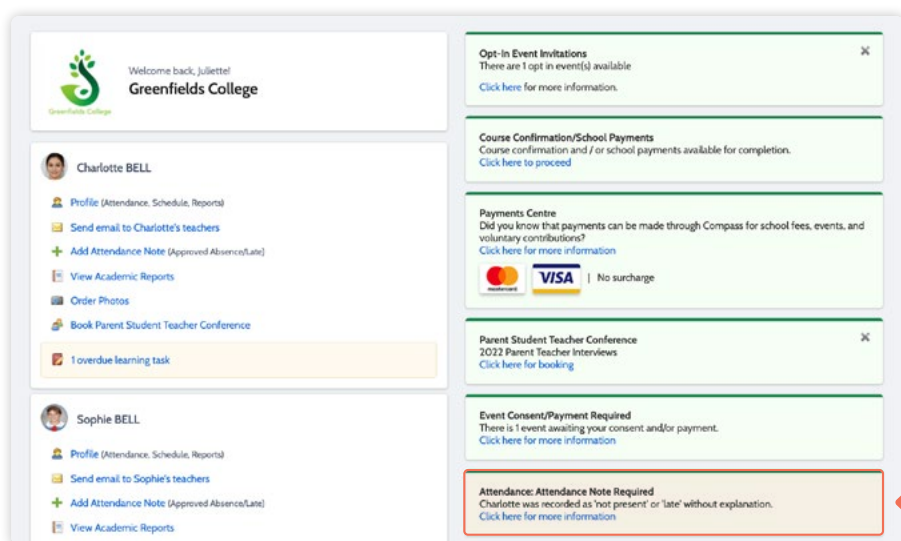 Welcome back, Juliette!
Greenfields College
Greenfields College
Charlotte BELL
Profile (Attendance, Schedule, Reports)
Send email to Charlotte's teachers
Add Attendance Note (Approved Absence/Late)
View Academic Reports
Order Photos
Book Parent Student Teacher Conference
1 overdue learning task
Sophie BELL
Profile (Attendance, Schedule, Reports)
Send email to Sophie's teachers
Add Attendance Note (Approved Absence/Late)
View Academic Reports
Opt-In Event Invitations
There are 1 opt in event(s) available
Click here for more information.
Course Confirmation/School Payments
Course confirmation and / or school payments available for completion.
Click here to proceed
Payments Centre
Did you know that payments can be made through Compass for school fees, events, and
voluntary contributions?
Click here for more information
mastercard VISA | No surcharge
Parent Student Teacher Conference
2022 Parent Teacher Interviews
Click here for booking
Event Consent/Payment Required
There is 1 event awaiting your consent and/or payment.
Click here for more information
Attendance: Attendance Note Required
Charlotte was recorded as 'not present' or 'late' without explanation.
Click here for more information